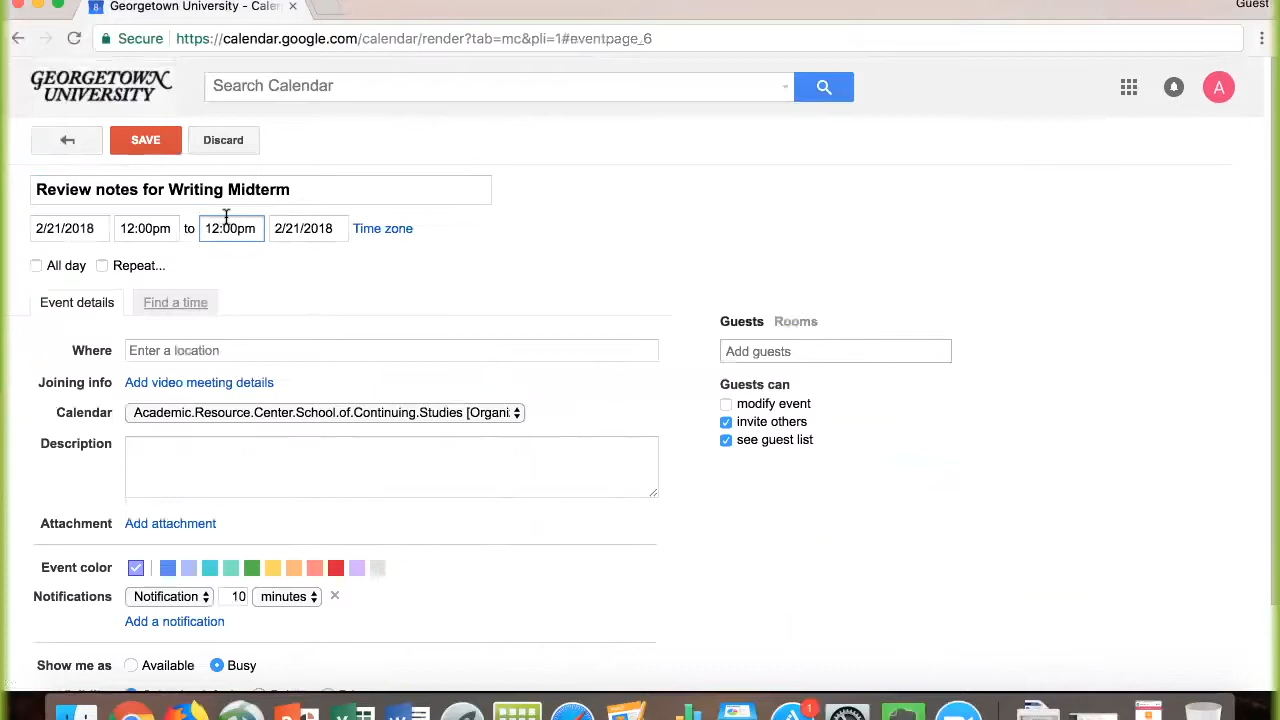 Guest
Georgetown University - Calen
Secure https://calendar.google.com/calendar/render?tab=mc&pli=1#eventpage_6
GEORGETOWN
UNIVERSITY
Search Calendar
A
SAVE Discard
Review notes for Writing Midterm
2/21/2018 12:00pm to 12:00pm 2/21/2018 Time zone
All day Repeat...
Event details Find a time
Guests Rooms
Where Enter a location
Add guests
Joining info Add video meeting details
Guests can
modify event
Calendar Academic.Resource.Center.School.of.Continuing.Studies [Organi
invite others
see guest list
Description
Attachment Add attachment
Event color
Notifications Notification 10 minutes
Add a notification
Show me as Available Busy
1